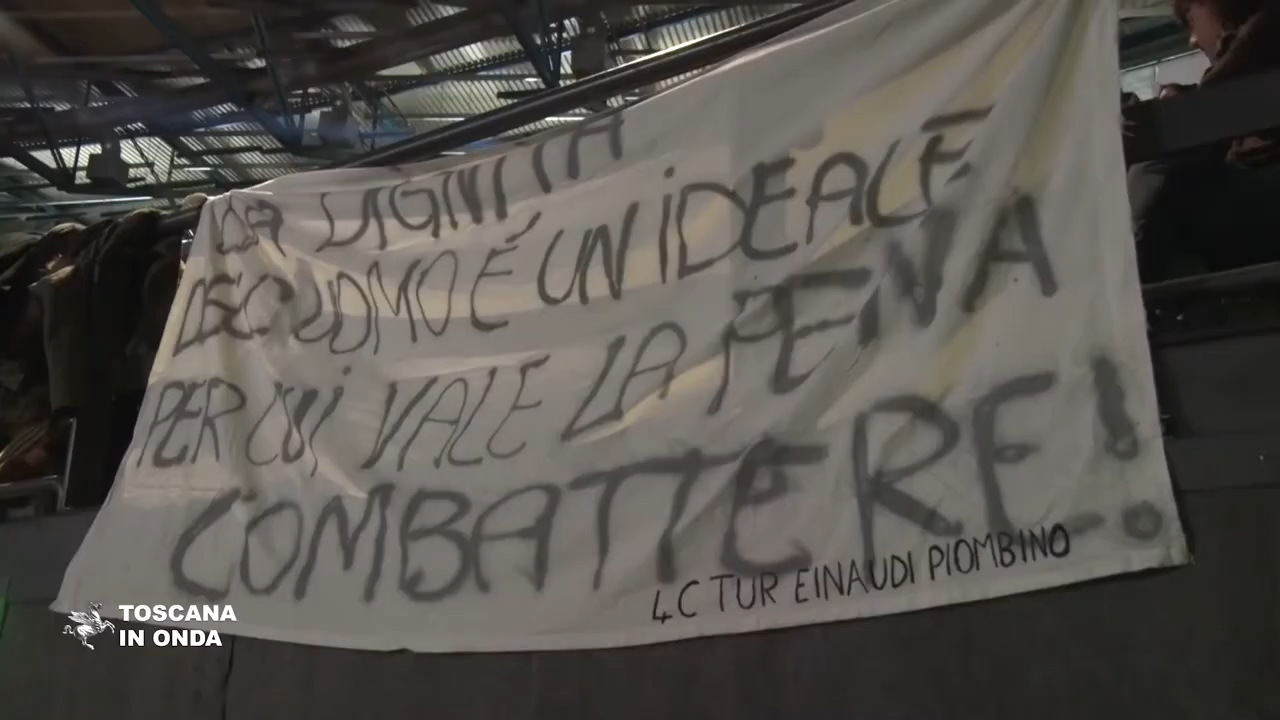 LA DIGNITÀ
DELL'UOMO É UN IDEALE
PER CUI VALE LA PENA
COMBATTERE!
4C TUR EINAUDI PIOMBINO
TOSCANA
IN ONDA